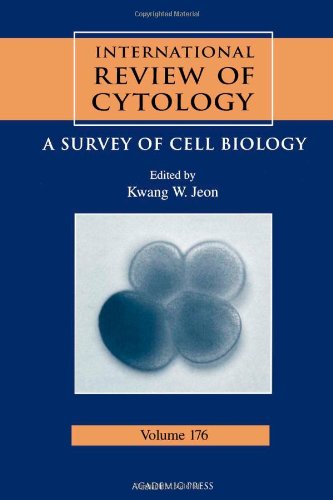 INTERNATIONAL
REVIEW OF
CYTOLOGY
A SURVEY OF CELL BIOLOGY
Edited by
Kwang W. Jeon
Volume 176
ACADEMIC PRESS